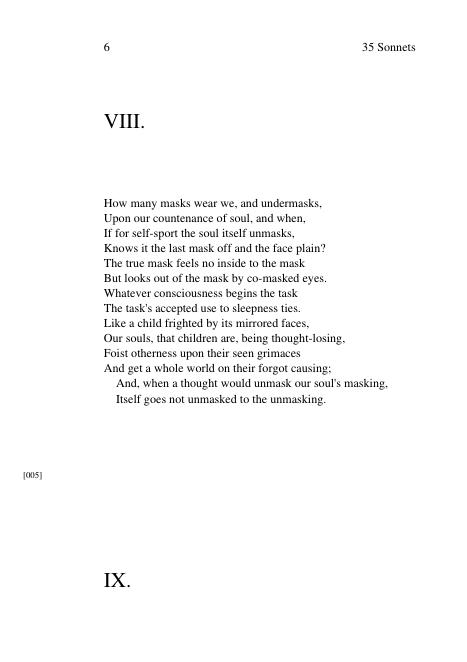 6 35 Sonnets
VIII.
How many masks wear we, and undermasks,
Upon our countenance of soul, and when,
If for self-sport the soul itself unmasks,
Knows it the last mask off and the face plain?
The true mask feels no inside to the mask
But looks out of the mask by co-masked eyes.
Whatever consciousness begins the task
The task's accepted use to sleepness ties.
Like a child frighted by its mirrored faces,
Our souls, that children are, being thought-losing,
Foist otherness upon their seen grimaces
And get a whole world on their forgot causing;
And, when a thought would unmask our soul's masking,
Itself goes not unmasked to the unmasking.
[005]
IX.